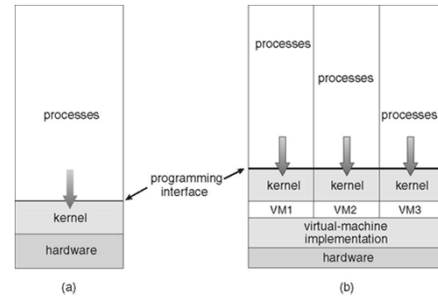 (a)
(b)
processes
kernel
hardware
programming
interface
processes
processes
processes
kernel
kernel
kernel
VM1
VM2
VM3
virtual-machine
implementation
hardware